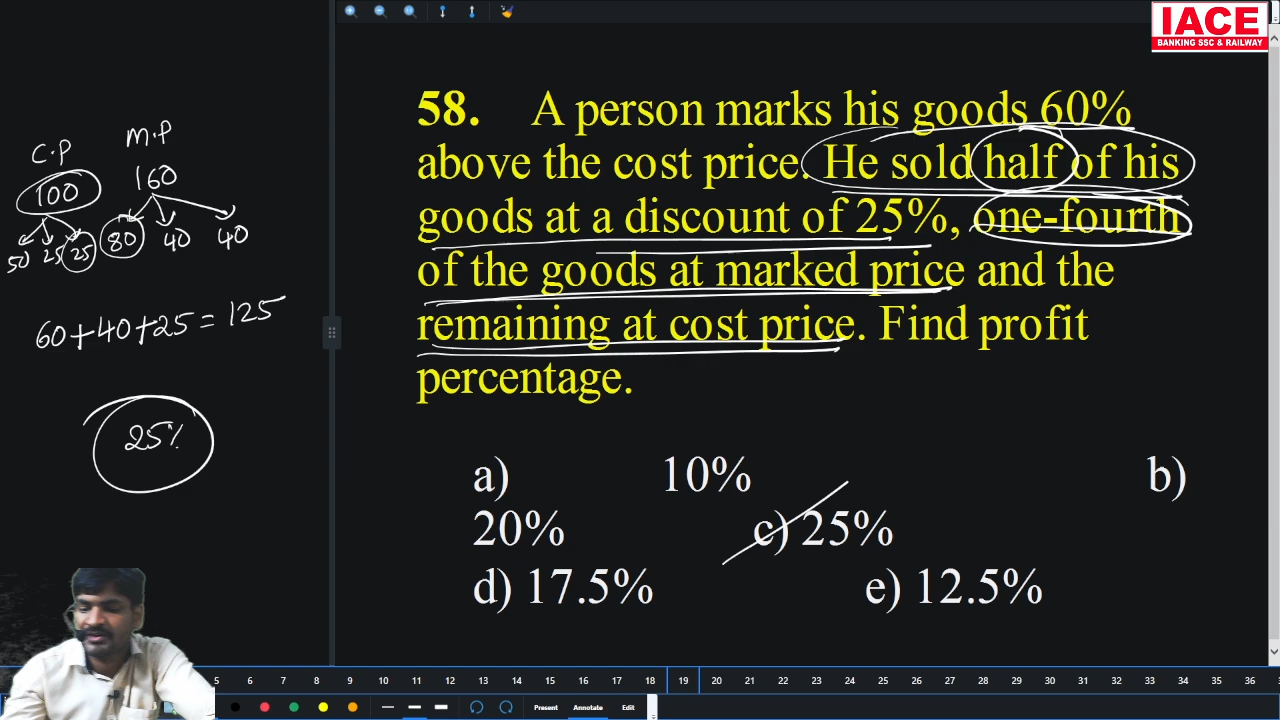 IACE
BANKING SSC & RAILWAY
58. A person marks his goods 60%
above the cost price. He sold half of his
goods at a discount of 25%, one-fourth
of the goods at marked price and the
remaining at cost price. Find profit
percentage.
a) 10% b)
20% c) 25%
d) 17.5% e) 12.5%
C.P M.P
100 160
50 25 25 80 40 40
60+40+25=125
25%
5 6 7 8 9 10 11 12 13 14 15 16 17 18 19 20 21 22 23 24 25 26 27 28 29 30 31 32 33 34 35 36
Present Annotate Edit